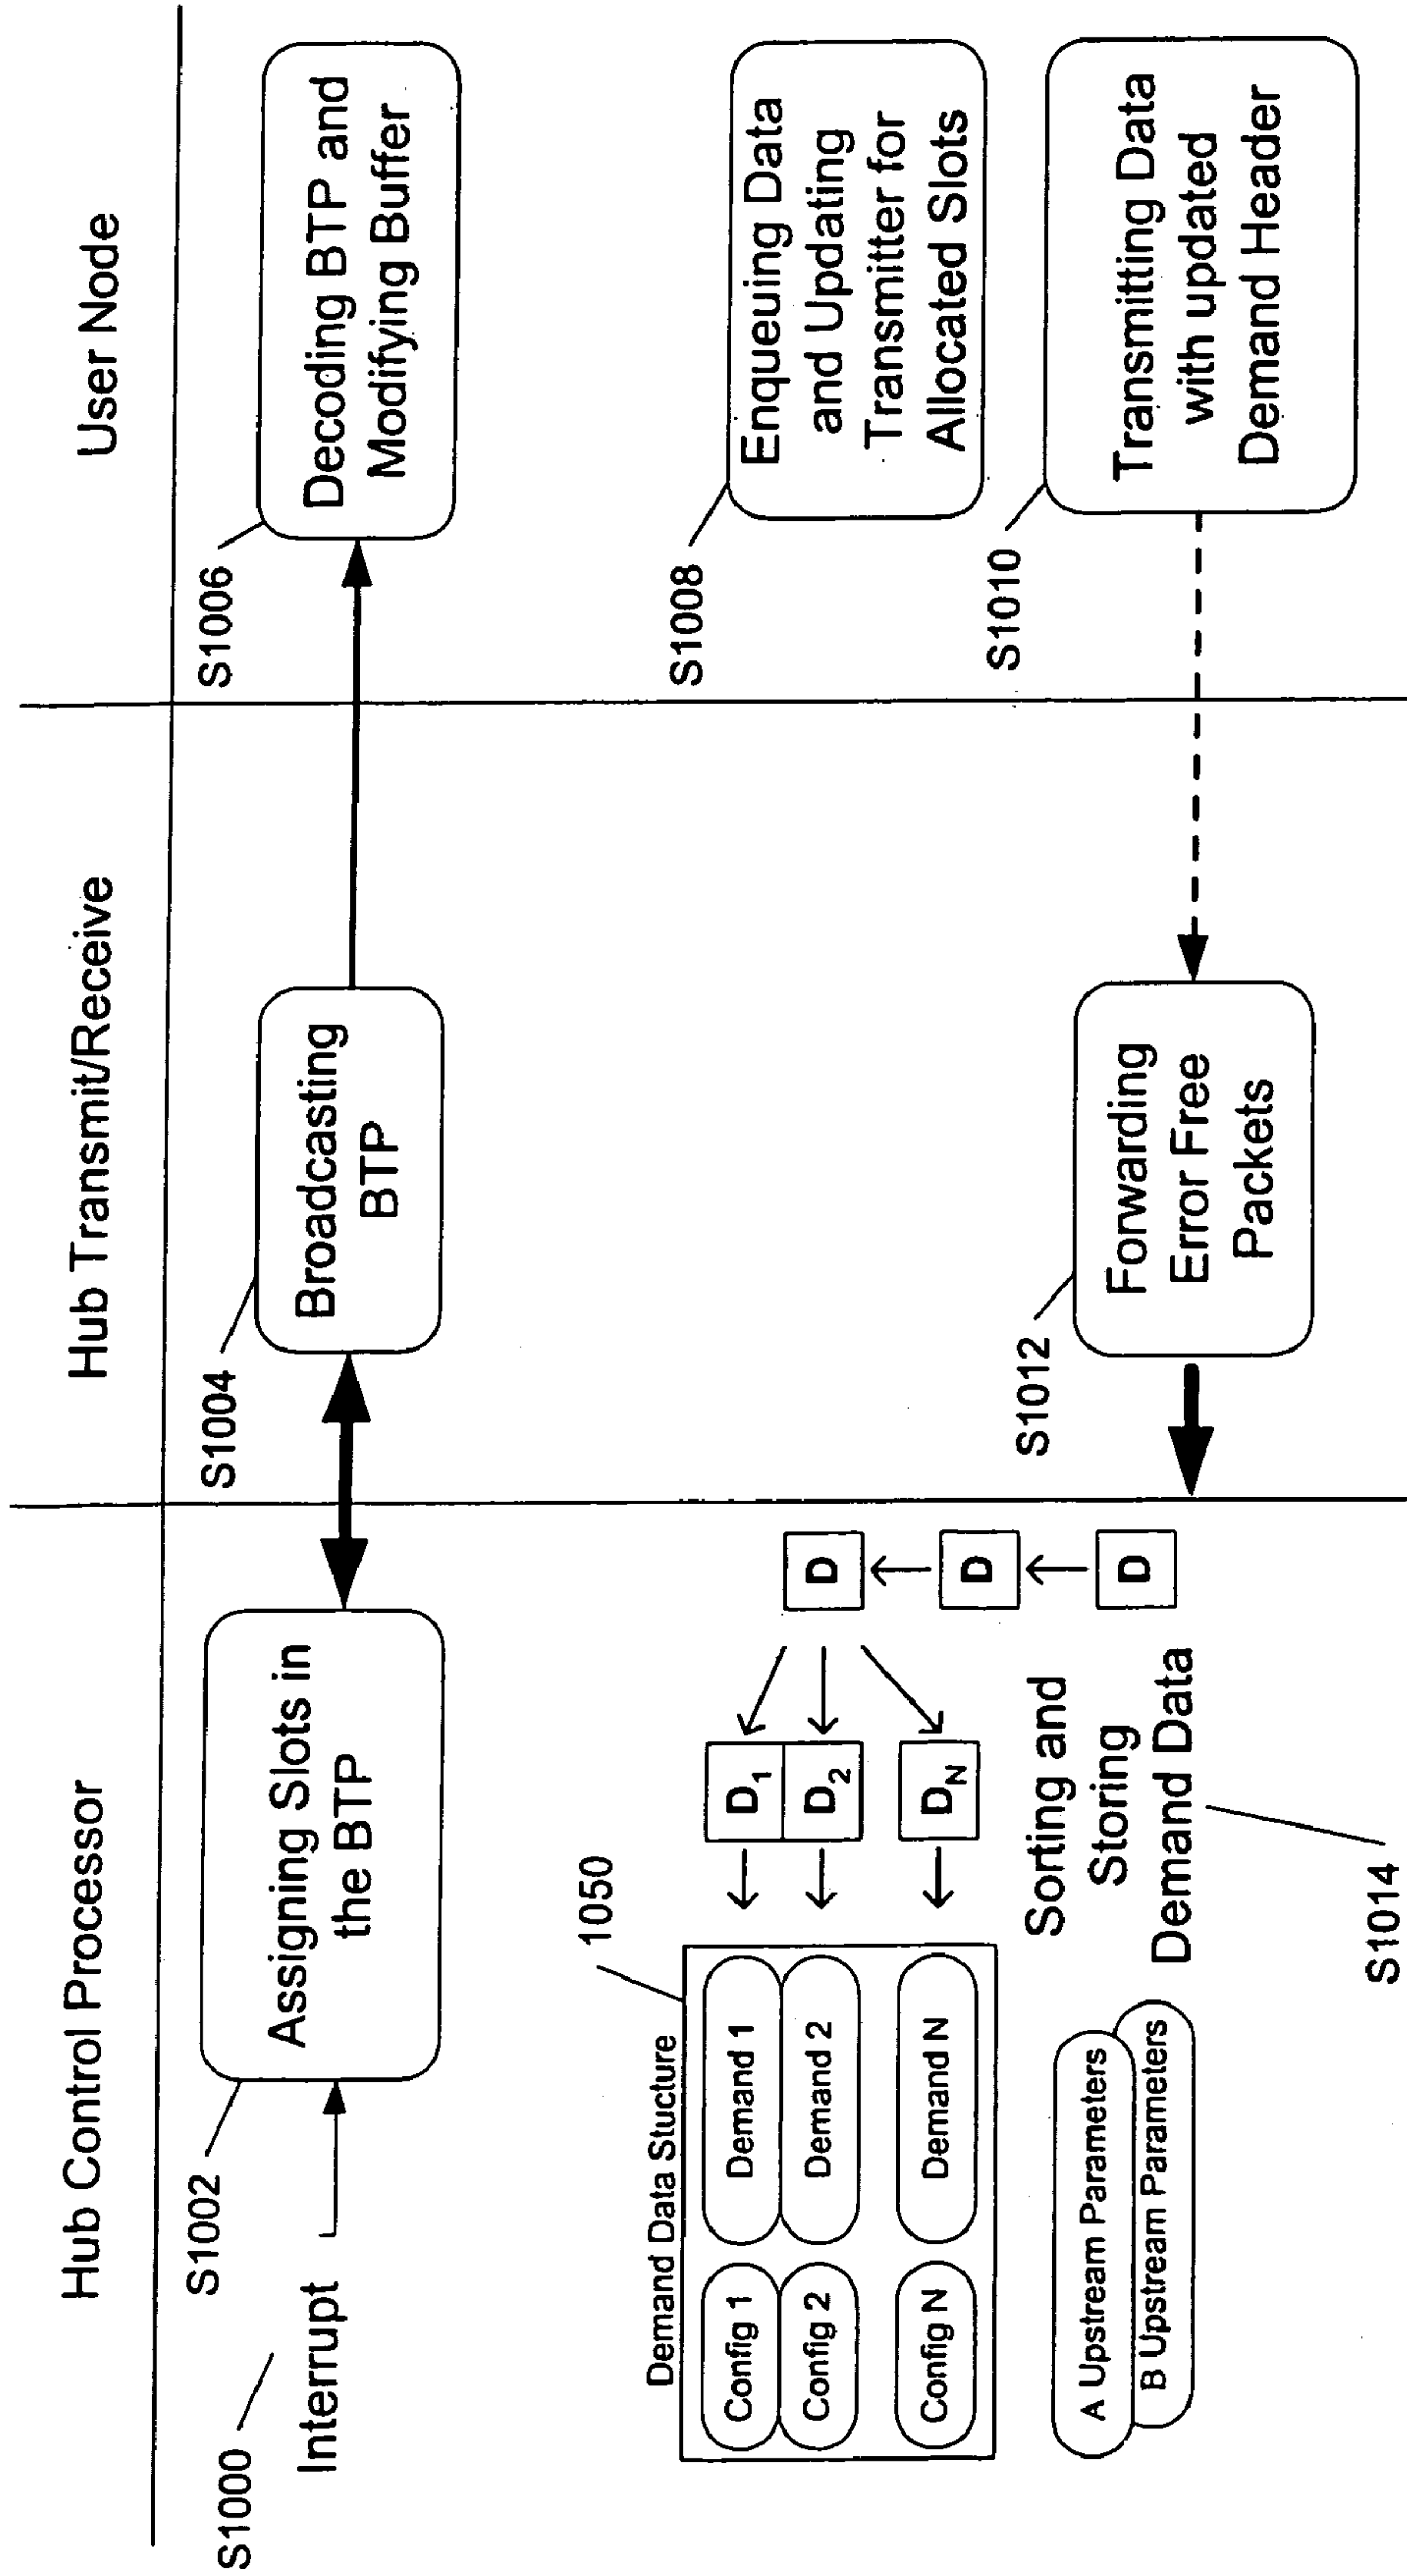 Hub Control Processor
Hub Transmit/Receive
User Node
S1000
Interrupt
S1002
Assigning Slots in
the BTP
S1004
Broadcasting
BTP
S1006
Decoding BTP and
Modifying Buffer
S1008
Enqueuing Data
and Updating
Transmitter for
Allocated Slots
S1010
Transmitting Data
with updated
Demand Header
S1012
Forwarding
Error Free
Packets
1050
Demand Data Stucture
Config 1
Demand 1
D1
Config 2
Demand 2
D2
Config N
Demand N
DN
D
D
D
Sorting and
Storing
Demand Data
S1014
A Upstream Parameters
B Upstream Parameters